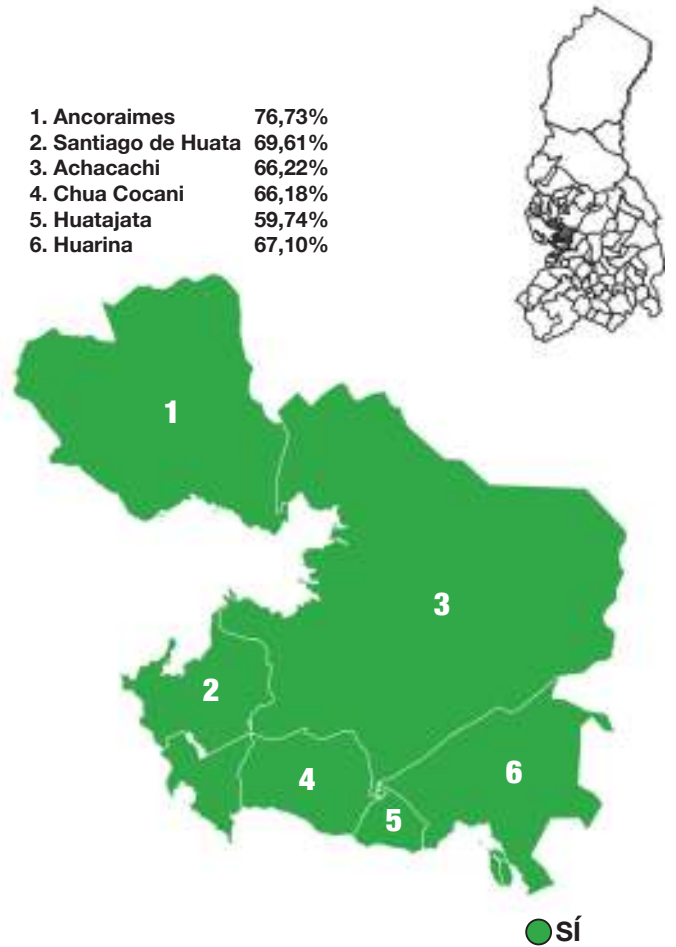 1. Ancoraimes 76,73%
2. Santiago de Huata 69,61%
3. Achacachi 66,22%
4. Chua Cocani 66,18%
5. Huatajata 59,74%
6. Huarina 67,10%
1
3
2
4
6
5
SÍ